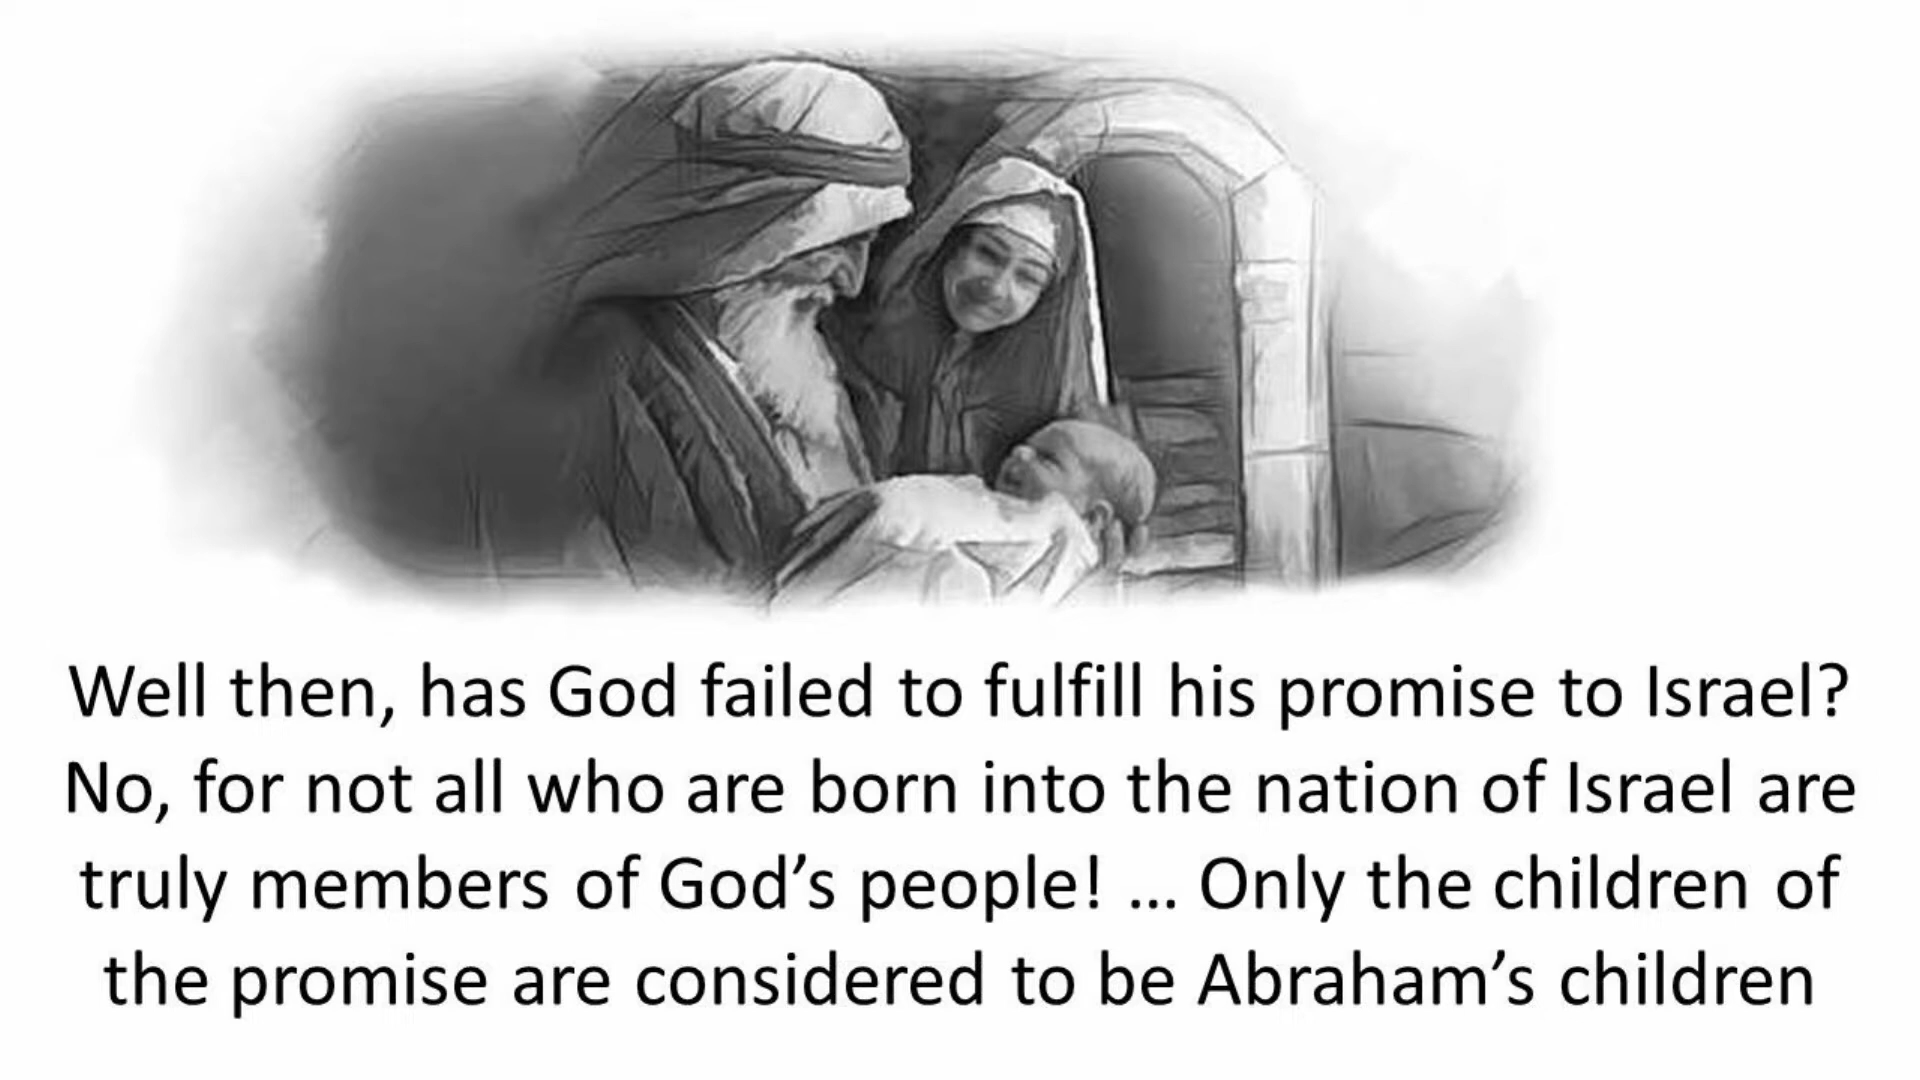 Well then, has God failed to fulfill his promise to Israel?
No, for not all who are born into the nation of Israel are
truly members of God’s people! ... Only the children of
the promise are considered to be Abraham’s children